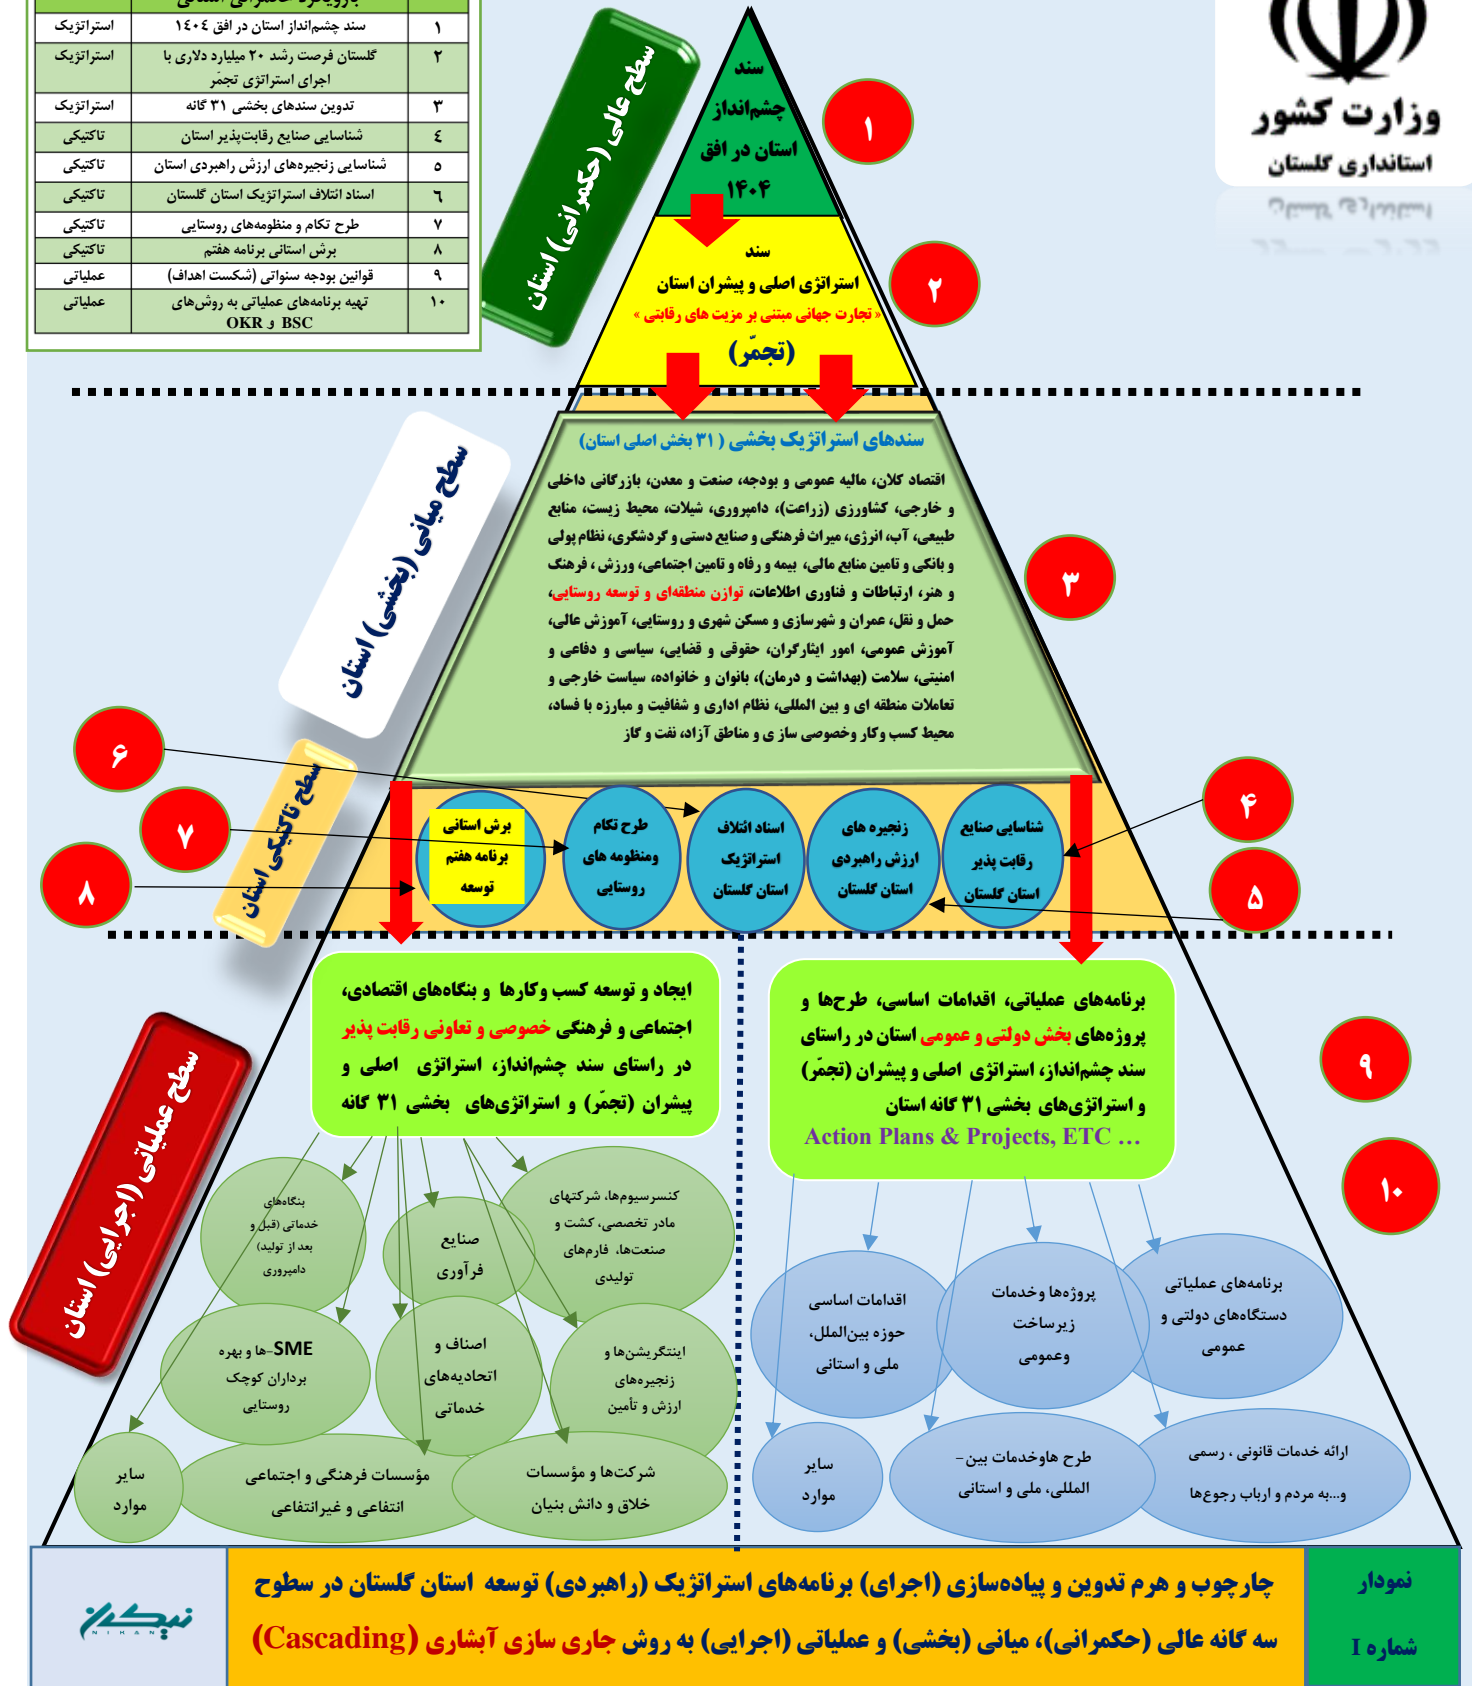 بارویکرد حکمرانی استانی
۱ سند چشم‌انداز استان در افق ۱۴۰۴ استراتژیک
۲ گلستان فرصت رشد ۲۰ میلیارد دلاری با
اجرای استراتژی تجمّر استراتژیک
۳ تدوین سندهای بخشی ۳۱ گانه استراتژیک
۴ شناسایی صنایع رقابت‌پذیر استان تاکتیکی
۵ شناسایی زنجیره‌های ارزش راهبردی استان تاکتیکی
۶ اسناد ائتلاف استراتژیک استان گلستان تاکتیکی
۷ طرح تکام و منظومه‌های روستایی تاکتیکی
۸ برش استانی برنامه هفتم تاکتیکی
۹ قوانین بودجه سنواتی (شکست اهداف) عملیاتی
۱۰ تهیه برنامه‌های عملیاتی به روش‌های
BSC و OKR عملیاتی
وزارت کشور
استانداری گلستان
سطح عالی (حکمرانی) استان
سند
چشم‌انداز
استان در افق
۱۴۰۴
۱
سند
استراتژی اصلی و پیشران استان
« تجارت جهانی مبتنی بر مزیت های رقابتی »
(تجمّر)
۲
سطح میانی (بخشی) استان
سندهای استراتژیک بخشی ( ۳۱ بخش اصلی استان)
اقتصاد کلان، مالیه عمومی و بودجه، صنعت و معدن، بازرگانی داخلی
و خارجی، کشاورزی (زراعت)، دامپروری، شیلات، محیط زیست، منابع
طبیعی، آب، انرژی، میراث فرهنگی و صنایع دستی و گردشگری، نظام پولی
و بانکی و تامین منابع مالی، بیمه و رفاه و تامین اجتماعی، ورزش ، فرهنگ
و هنر، ارتباطات و فناوری اطلاعات، توازن منطقه‌ای و توسعه روستایی،
حمل و نقل، عمران و شهرسازی و مسکن شهری و روستایی، آموزش عالی،
آموزش عمومی، امور ایثارگران، حقوقی و قضایی، سیاسی و دفاعی و
امنیتی، سلامت (بهداشت و درمان)، بانوان و خانواده، سیاست خارجی و
تعاملات منطقه ای و بین المللی، نظام اداری و شفافیت و مبارزه با فساد،
محیط کسب وکار وخصوصی سازی و مناطق آزاد، نفت و گاز
۳
سطح تاکتیکی استان
۶
۷
۸
۴
۵
شناسایی صنایع
رقابت پذیر
استان گلستان
زنجیره های
ارزش راهبردی
استان گلستان
اسناد ائتلاف
استراتژیک
استان گلستان
طرح تکام
ومنظومه های
روستایی
برش استانی
برنامه هفتم
توسعه
سطح عملیاتی (اجرایی) استان
برنامه‌های عملیاتی، اقدامات اساسی، طرح‌ها و
پروژه‌های بخش دولتی و عمومی استان در راستای
سند چشم‌انداز، استراتژی اصلی و پیشران (تجمّر)
و استراتژی‌های بخشی ۳۱ گانه استان
Action Plans & Projects, ETC …
ایجاد و توسعه کسب وکارها و بنگاه‌های اقتصادی،
اجتماعی و فرهنگی خصوصی و تعاونی رقابت پذیر
در راستای سند چشم‌انداز، استراتژی اصلی و
پیشران (تجمّر) و استراتژی‌های بخشی ۳۱ گانه
۹
۱۰
برنامه‌های عملیاتی
دستگاه‌های دولتی و
عمومی
پروژه‌ها وخدمات
زیرساخت
وعمومی
اقدامات اساسی
حوزه بین‌الملل،
ملی و استانی
ارائه خدمات قانونی ، رسمی
و...به مردم و ارباب رجوع‌ها
طرح هاوخدمات بین-
المللی، ملی و استانی
سایر
موارد
کنسرسیوم‌ها، شرکتهای
مادر تخصصی، کشت و
صنعت‌ها، فارم‌های
تولیدی
صنایع
فرآوری
بنگاه‌های
خدماتی (قبل و
بعد از تولید)
دامپروری
اینتگریشن‌ها و
زنجیره‌های
ارزش و تأمین
اصناف و
اتحادیه‌های
خدماتی
SME-ها و بهره
برداران کوچک
روستایی
شرکت‌ها و مؤسسات
خلاق و دانش بنیان
مؤسسات فرهنگی و اجتماعی
انتفاعی و غیرانتفاعی
سایر
موارد
نمودار
شماره I
چارچوب و هرم تدوین و پیاده‌سازی (اجرای) برنامه‌های استراتژیک (راهبردی) توسعه استان گلستان در سطوح
سه گانه عالی (حکمرانی)، میانی (بخشی) و عملیاتی (اجرایی) به روش جاری سازی آبشاری (Cascading)
نیکان
NIKAN